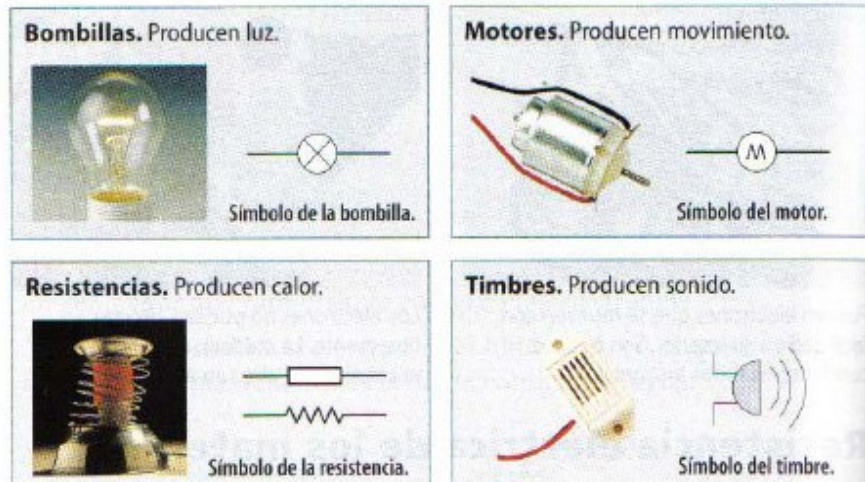 Bombillas. Producen luz.
Símbolo de la bombilla.
Motores. Producen movimiento.
M
Símbolo del motor.
Resistencias. Producen calor.
Símbolo de la resistencia.
Timbres. Producen sonido.
Símbolo del timbre.